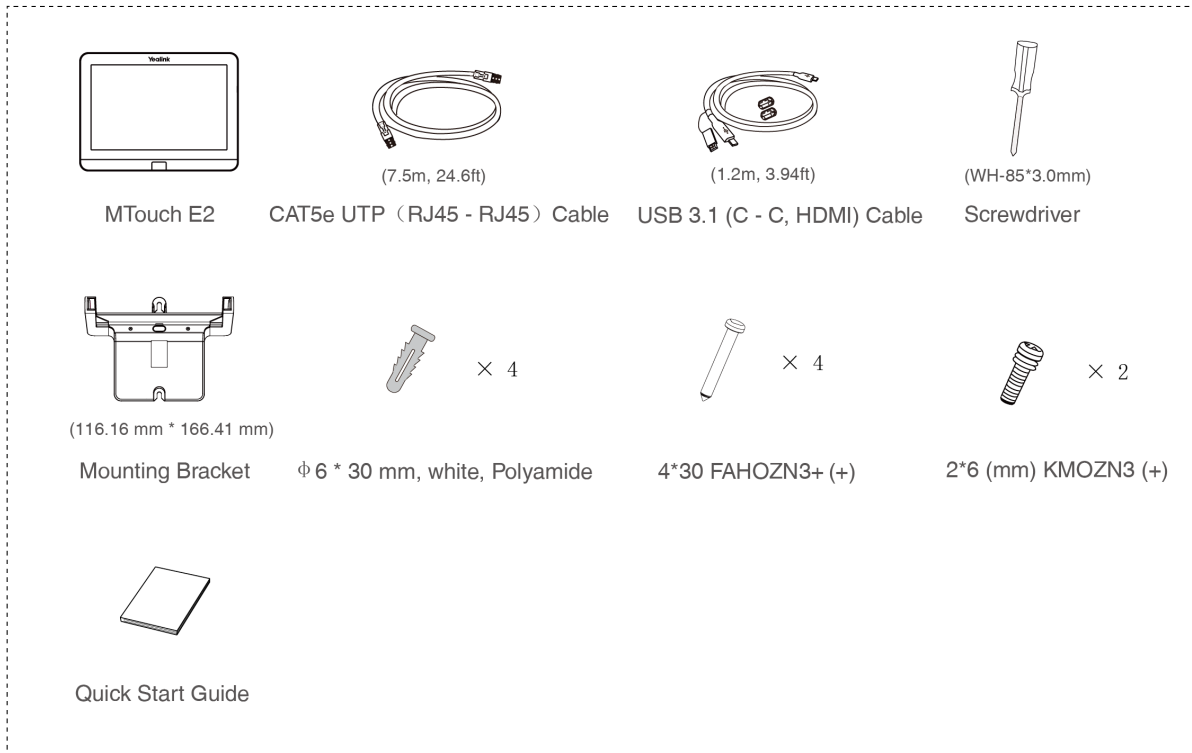 Yealink
(7.5m, 24.6ft)
(1.2m, 3.94ft)
(WH-85*3.0mm)
MTouch E2
CAT5e UTP（RJ45 - RJ45）Cable
USB 3.1 (C - C, HDMI) Cable
Screwdriver
× 4
× 4
× 2
(116.16 mm * 166.41 mm)
Mounting Bracket
Φ6 * 30 mm, white, Polyamide
4*30 FAHOZN3+ (+)
2*6 (mm) KMOZN3 (+)
Quick Start Guide